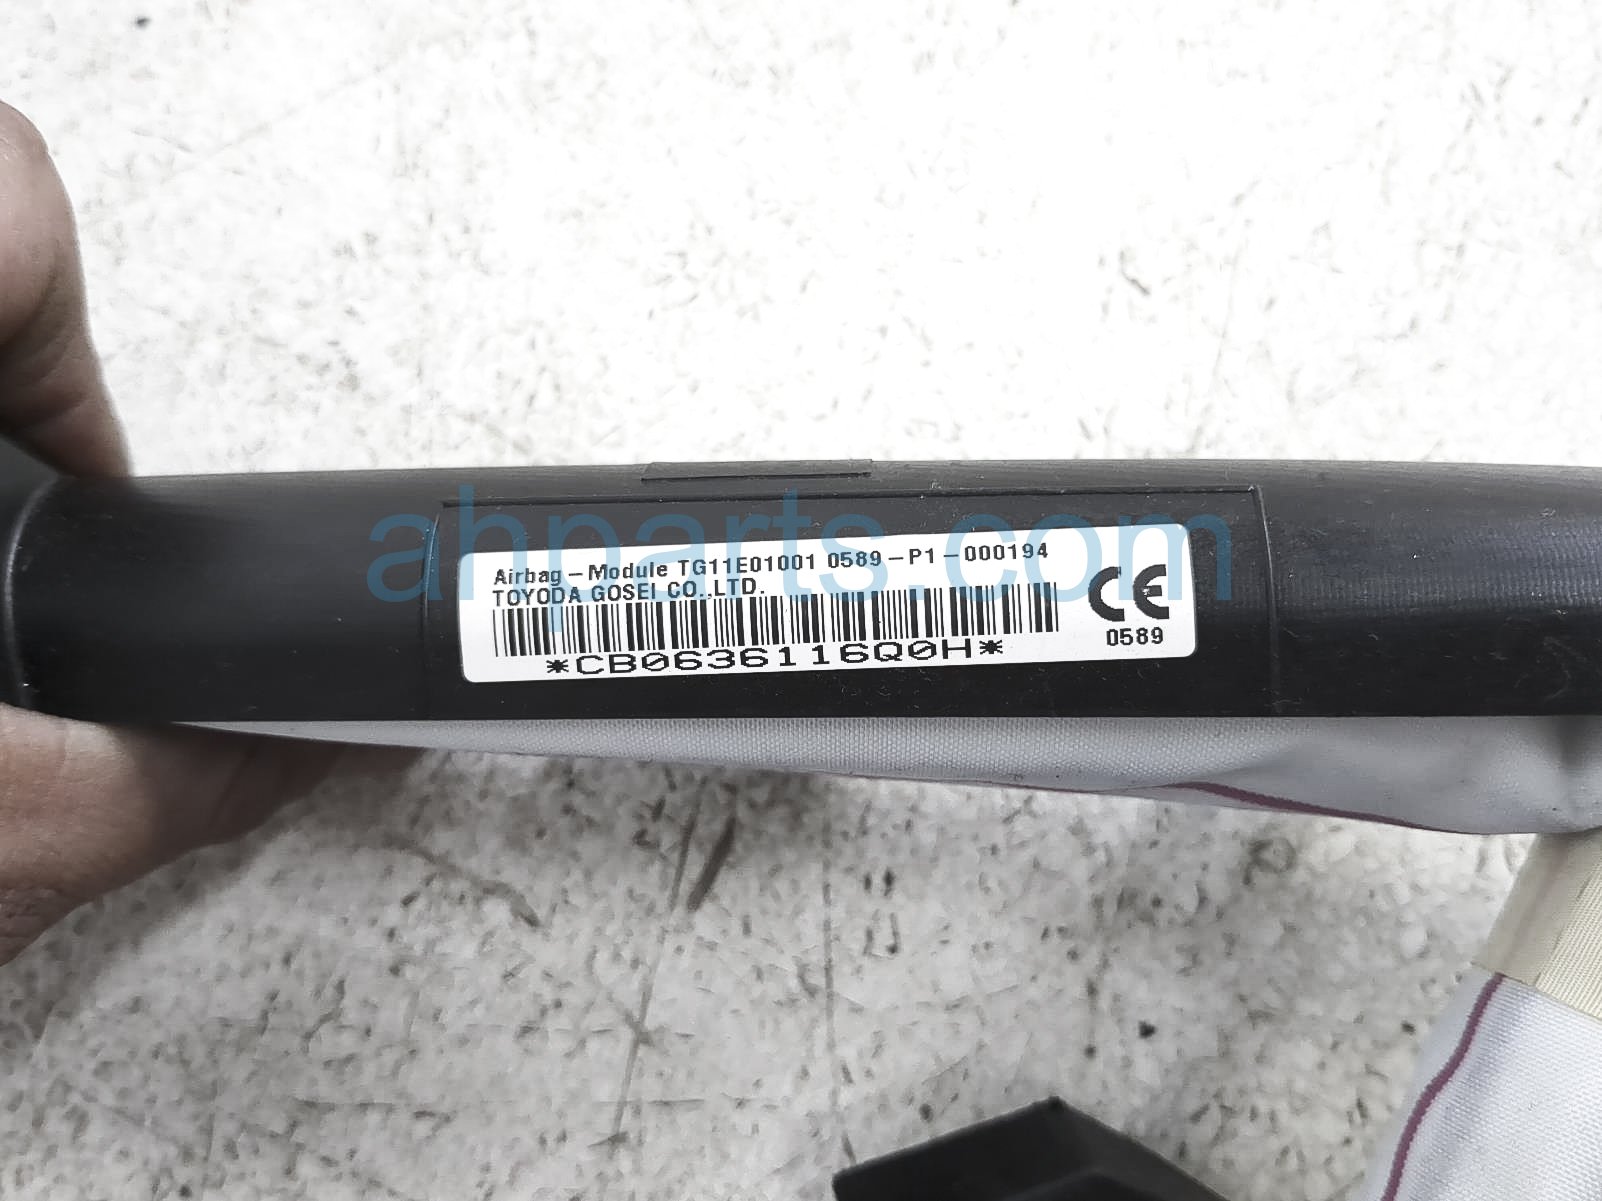 ahparts.com
Airbag-Module TG11E01001 0589-P1-000194
TOYODA GOSEI CO.,LTD.
*CB0636116Q0H*
CE
0589